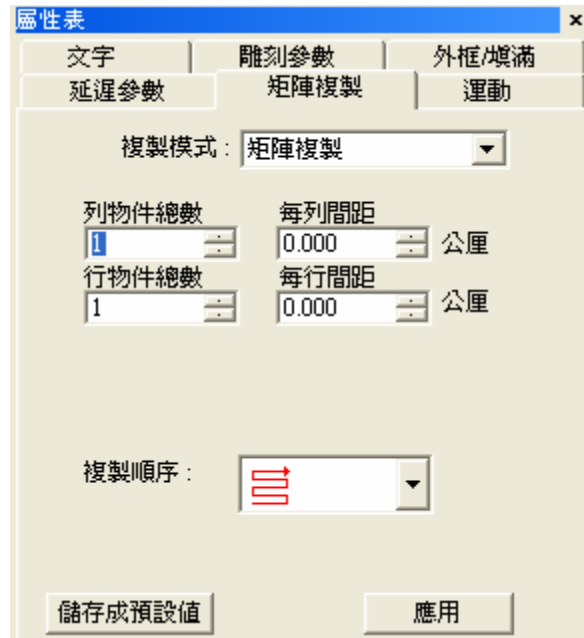 屬性表
文字 雕刻參數 外框/填滿
延遲參數 矩陣複製 運動
複製模式 : 矩陣複製
列物件總數 每列間距
1 0.000 公厘
行物件總數 每行間距
1 0.000 公厘
複製順序 :
儲存成預設值 應用